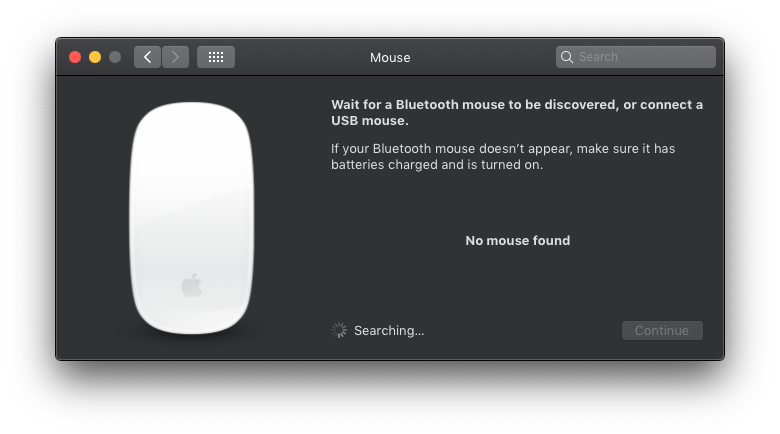 Mouse
Search
Wait for a Bluetooth mouse to be discovered, or connect a
USB mouse.
If your Bluetooth mouse doesn’t appear, make sure it has
batteries charged and is turned on.
No mouse found
Searching...
Continue